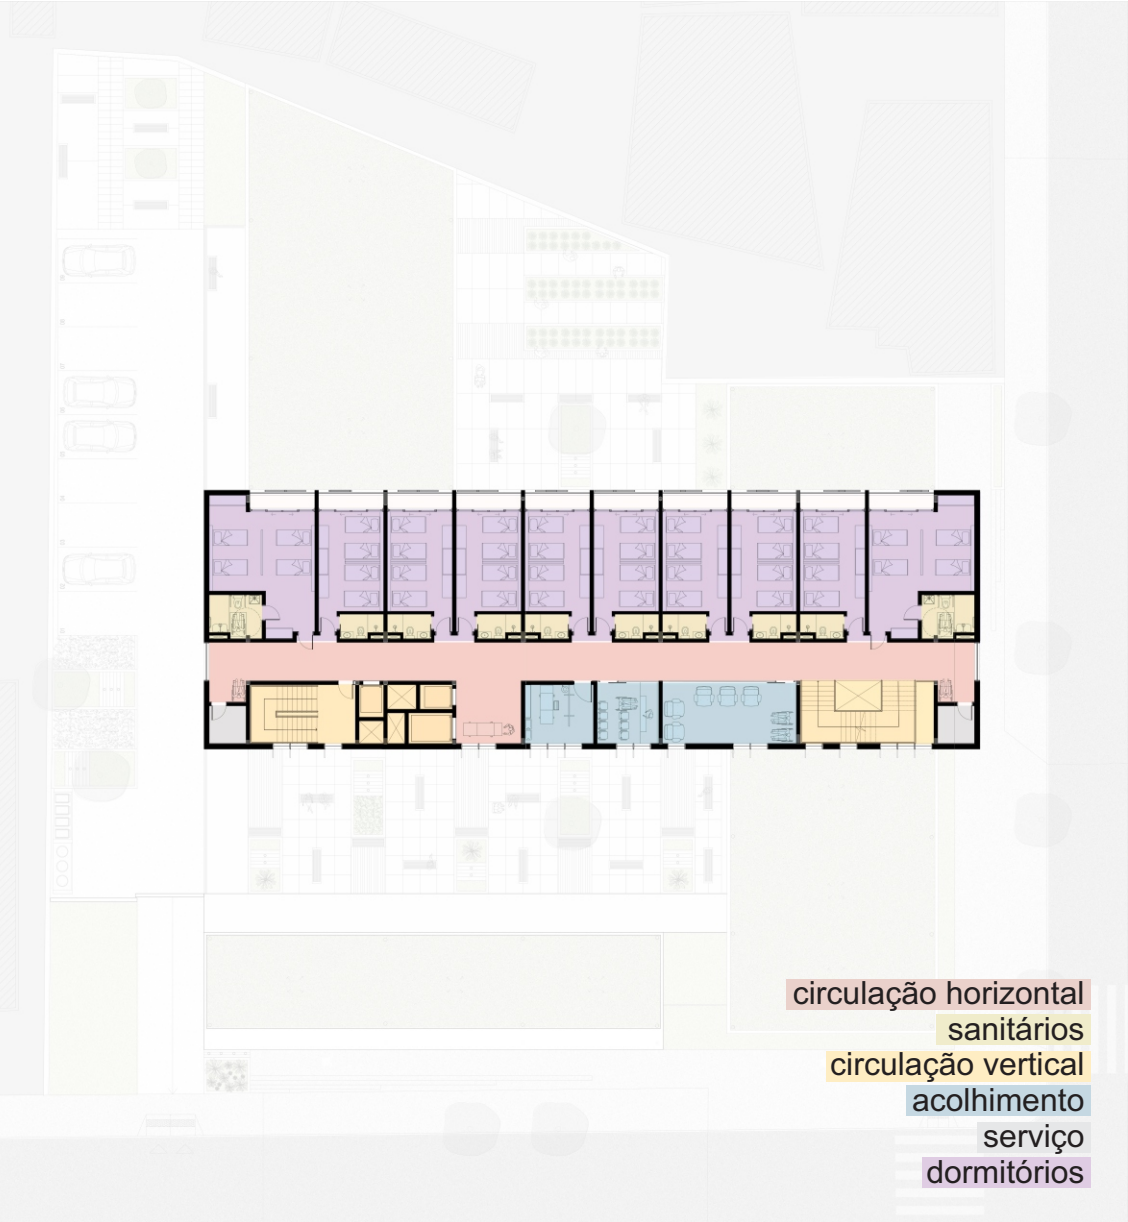 circulação horizontal
sanitários
circulação vertical
acolhimento
serviço
dormitórios